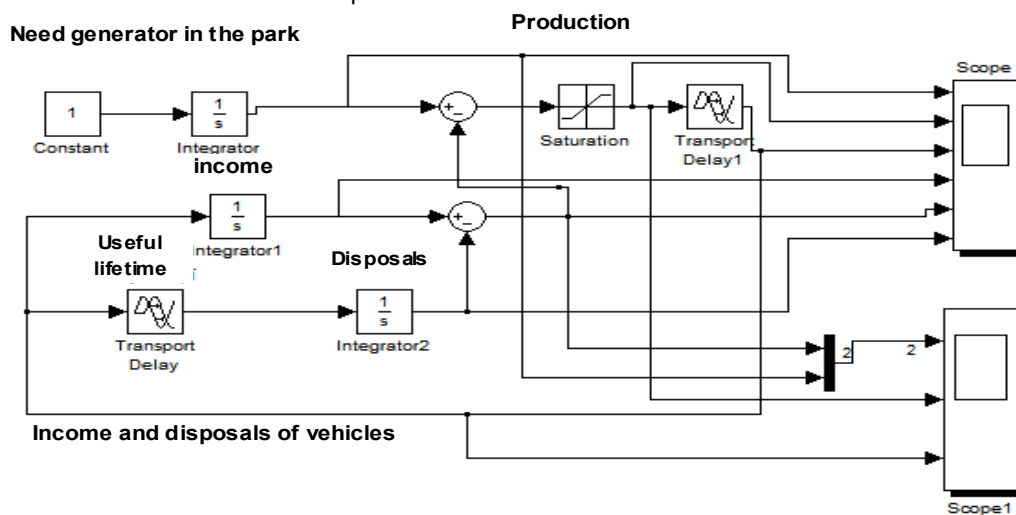 Production
Need generator in the park
Scope
1
1
s
+
-
Constant
Integrator
Saturation
Transport
Delay1
income
1
s
+
-
Useful
lifetime
Integrator1
Disposals
1
s
Transport
Delay
Integrator2
2
2
Income and disposals of vehicles
Scope1